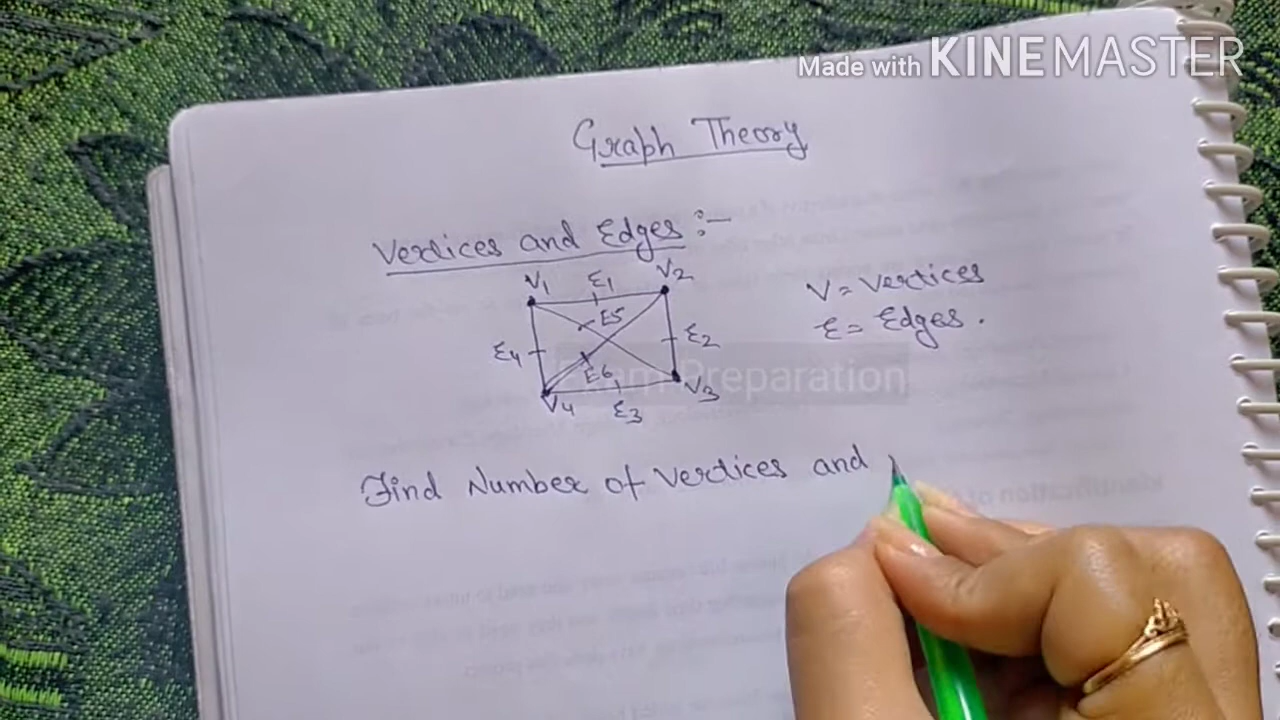 Made with KINEMASTER
Graph Theory
Vertices and Edges :-
V1 E1 V2
V = Vertices
E5
E = Edges .
E4 E2
E6
Preparation
V4 E3 V3
Find Number of Vertices and